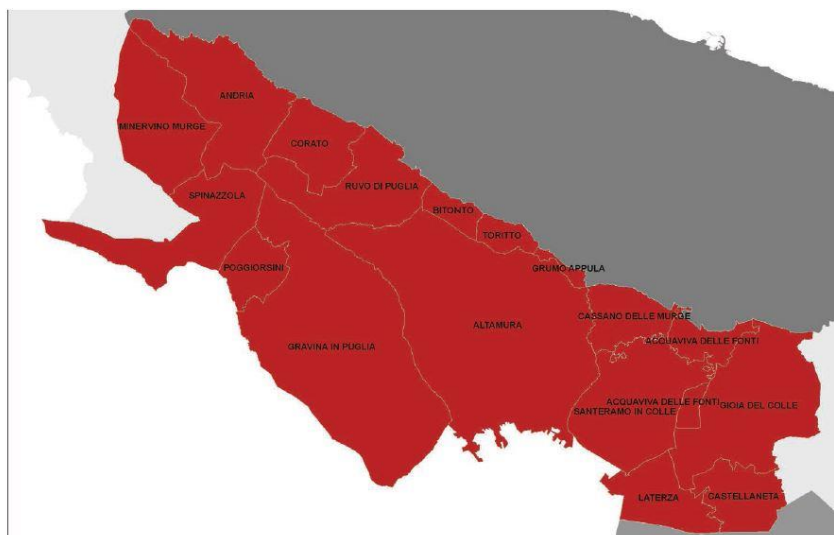 ANDRIA
MINERVINO MURGE
CORATO
RUVO DI PUGLIA
SPINAZZOLA
BITONTO
TORITTO
POGGIORSINI
GRUMO APPULA
CASSANO DELLE MURGE
ALTAMURA
ACQUAVIVA DELLE FONTI
GRAVINA IN PUGLIA
ACQUAVIVA DELLE FONTI
GIOIA DEL COLLE
SANTERAMO IN COLLE
LATERZA
CASTELLANETA